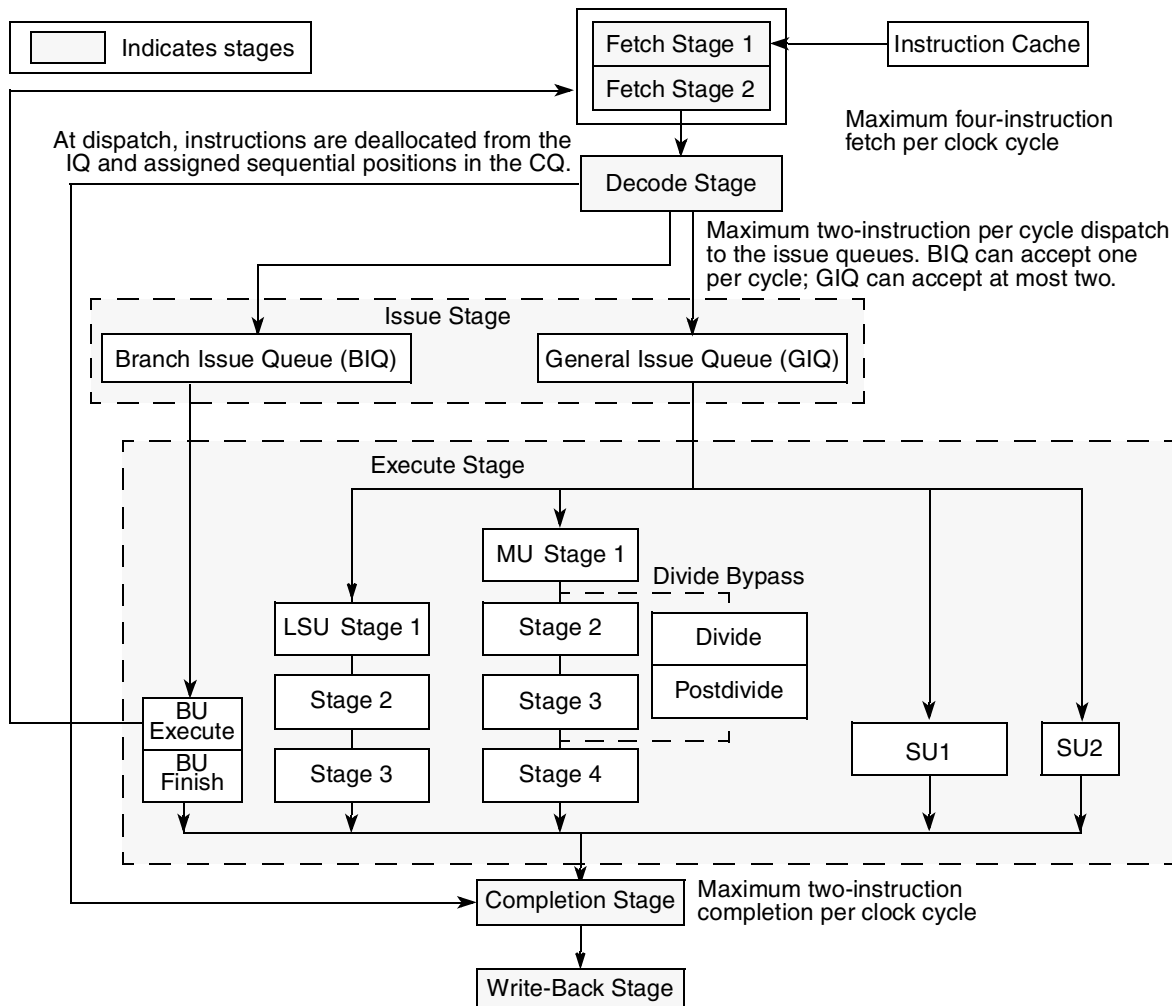 Indicates stages
Fetch Stage 1
Instruction Cache
Fetch Stage 2
Maximum four-instruction
fetch per clock cycle
At dispatch, instructions are deallocated from the
IQ and assigned sequential positions in the CQ.
Decode Stage
Maximum two-instruction per cycle dispatch
to the issue queues. BIQ can accept one
per cycle; GIQ can accept at most two.
Issue Stage
Branch Issue Queue (BIQ)
General Issue Queue (GIQ)
Execute Stage
MU Stage 1
Divide Bypass
LSU Stage 1
Stage 2
Divide
Stage 2
Stage 3
Postdivide
BU
Execute
BU
Finish
Stage 3
Stage 4
SU1
SU2
Completion Stage
Maximum two-instruction
completion per clock cycle
Write-Back Stage